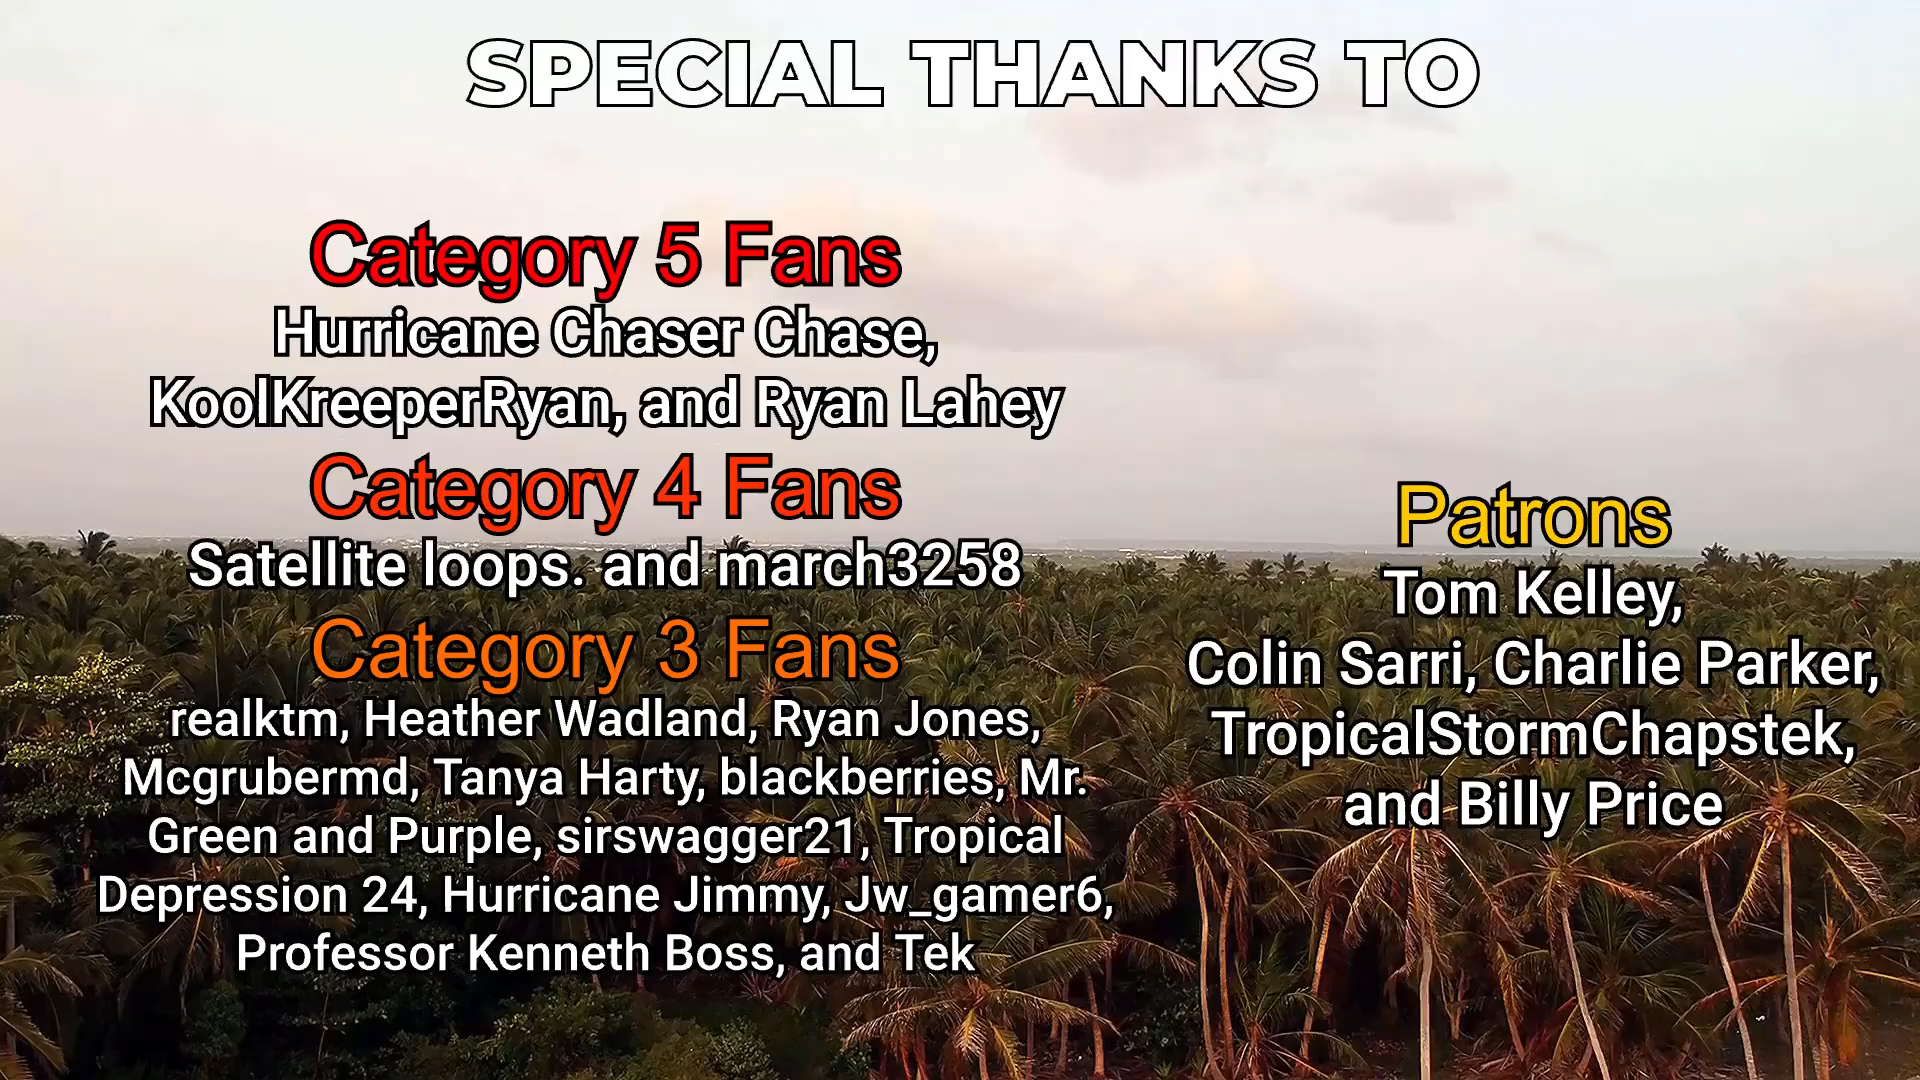 SPECIAL THANKS TO
Category 5 Fans
Hurricane Chaser Chase,
KoolKreeperRyan, and Ryan Lahey
Category 4 Fans
Satellite loops. and march3258
Category 3 Fans
realktm, Heather Wadland, Ryan Jones,
Mcgrubermd, Tanya Harty, blackberries, Mr.
Green and Purple, sirswagger21, Tropical
Depression 24, Hurricane Jimmy, Jw_gamer6,
Professor Kenneth Boss, and Tek
Patrons
Tom Kelley,
Colin Sarri, Charlie Parker,
TropicalStormChapstek,
and Billy Price